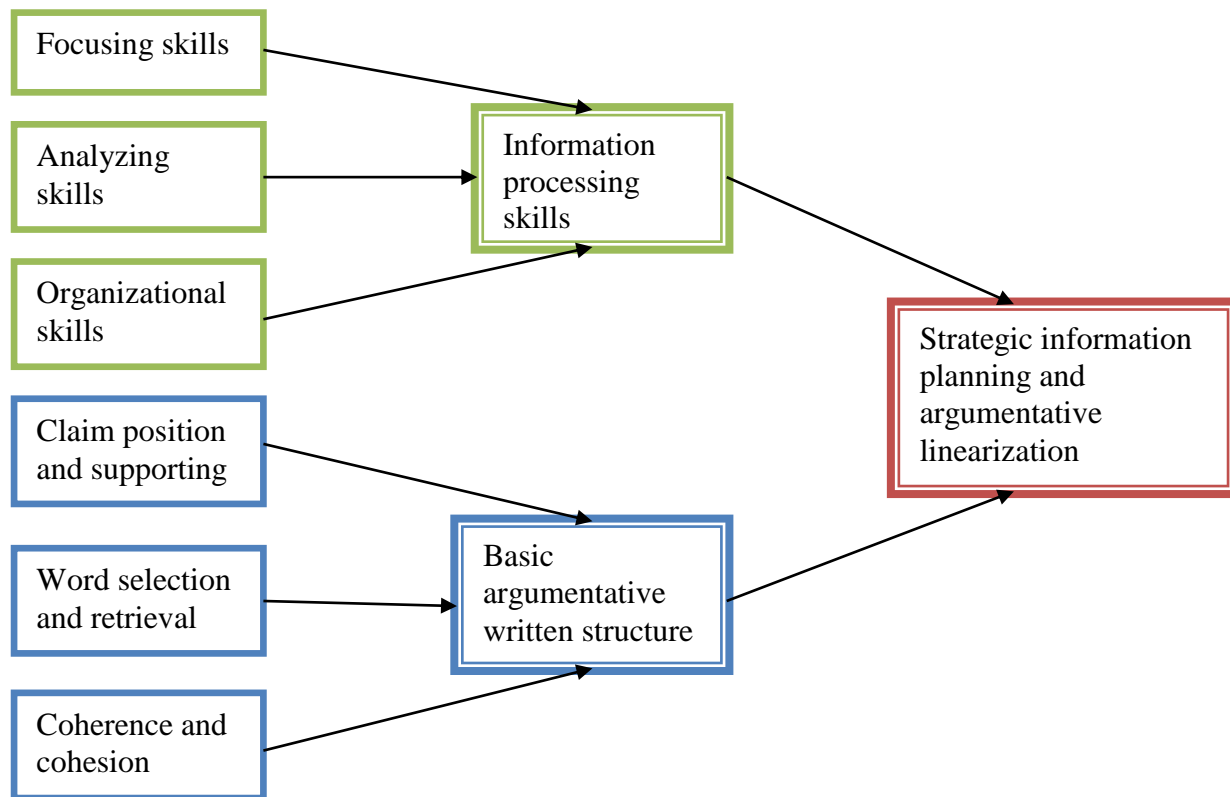 Focusing skills
Analyzing
skills
Organizational
skills
Claim position
and supporting
Word selection
and retrieval
Coherence and
cohesion
Information
processing
skills
Basic
argumentative
written structure
Strategic information
planning and
argumentative
linearization